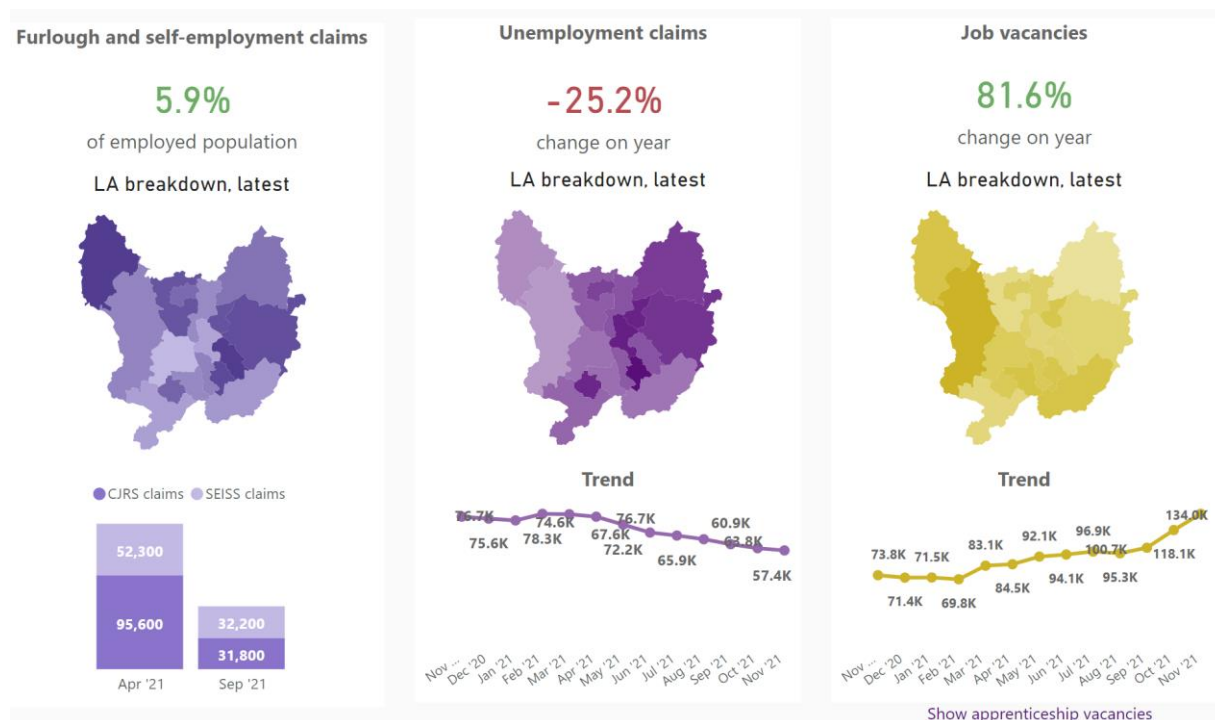 Furlough and self-employment claims
5.9%
of employed population
LA breakdown, latest
CJRS claims SEISS claims
52,300
95,600
32,200
31,800
Apr '21 Sep '21
Unemployment claims
-25.2%
change on year
LA breakdown, latest
Trend
76.7K 75.6K 74.6K 78.3K 76.7K 67.6K 72.2K 65.9K 60.9K 63.8K 57.4K
Nov ... Dec '20 Jan '21 Feb '21 Mar '21 Apr '21 May '21 Jun '21 Jul '21 Aug '21 Sep '21 Oct '21 Nov '21
Job vacancies
81.6%
change on year
LA breakdown, latest
Trend
73.8K 71.4K 71.5K 69.8K 83.1K 84.5K 92.1K 94.1K 96.9K 100.7K 95.3K 118.1K 134.0K
Nov ... Dec '20 Jan '21 Feb '21 Mar '21 Apr '21 May '21 Jun '21 Jul '21 Aug '21 Sep '21 Oct '21 Nov '21
Show apprenticeship vacancies